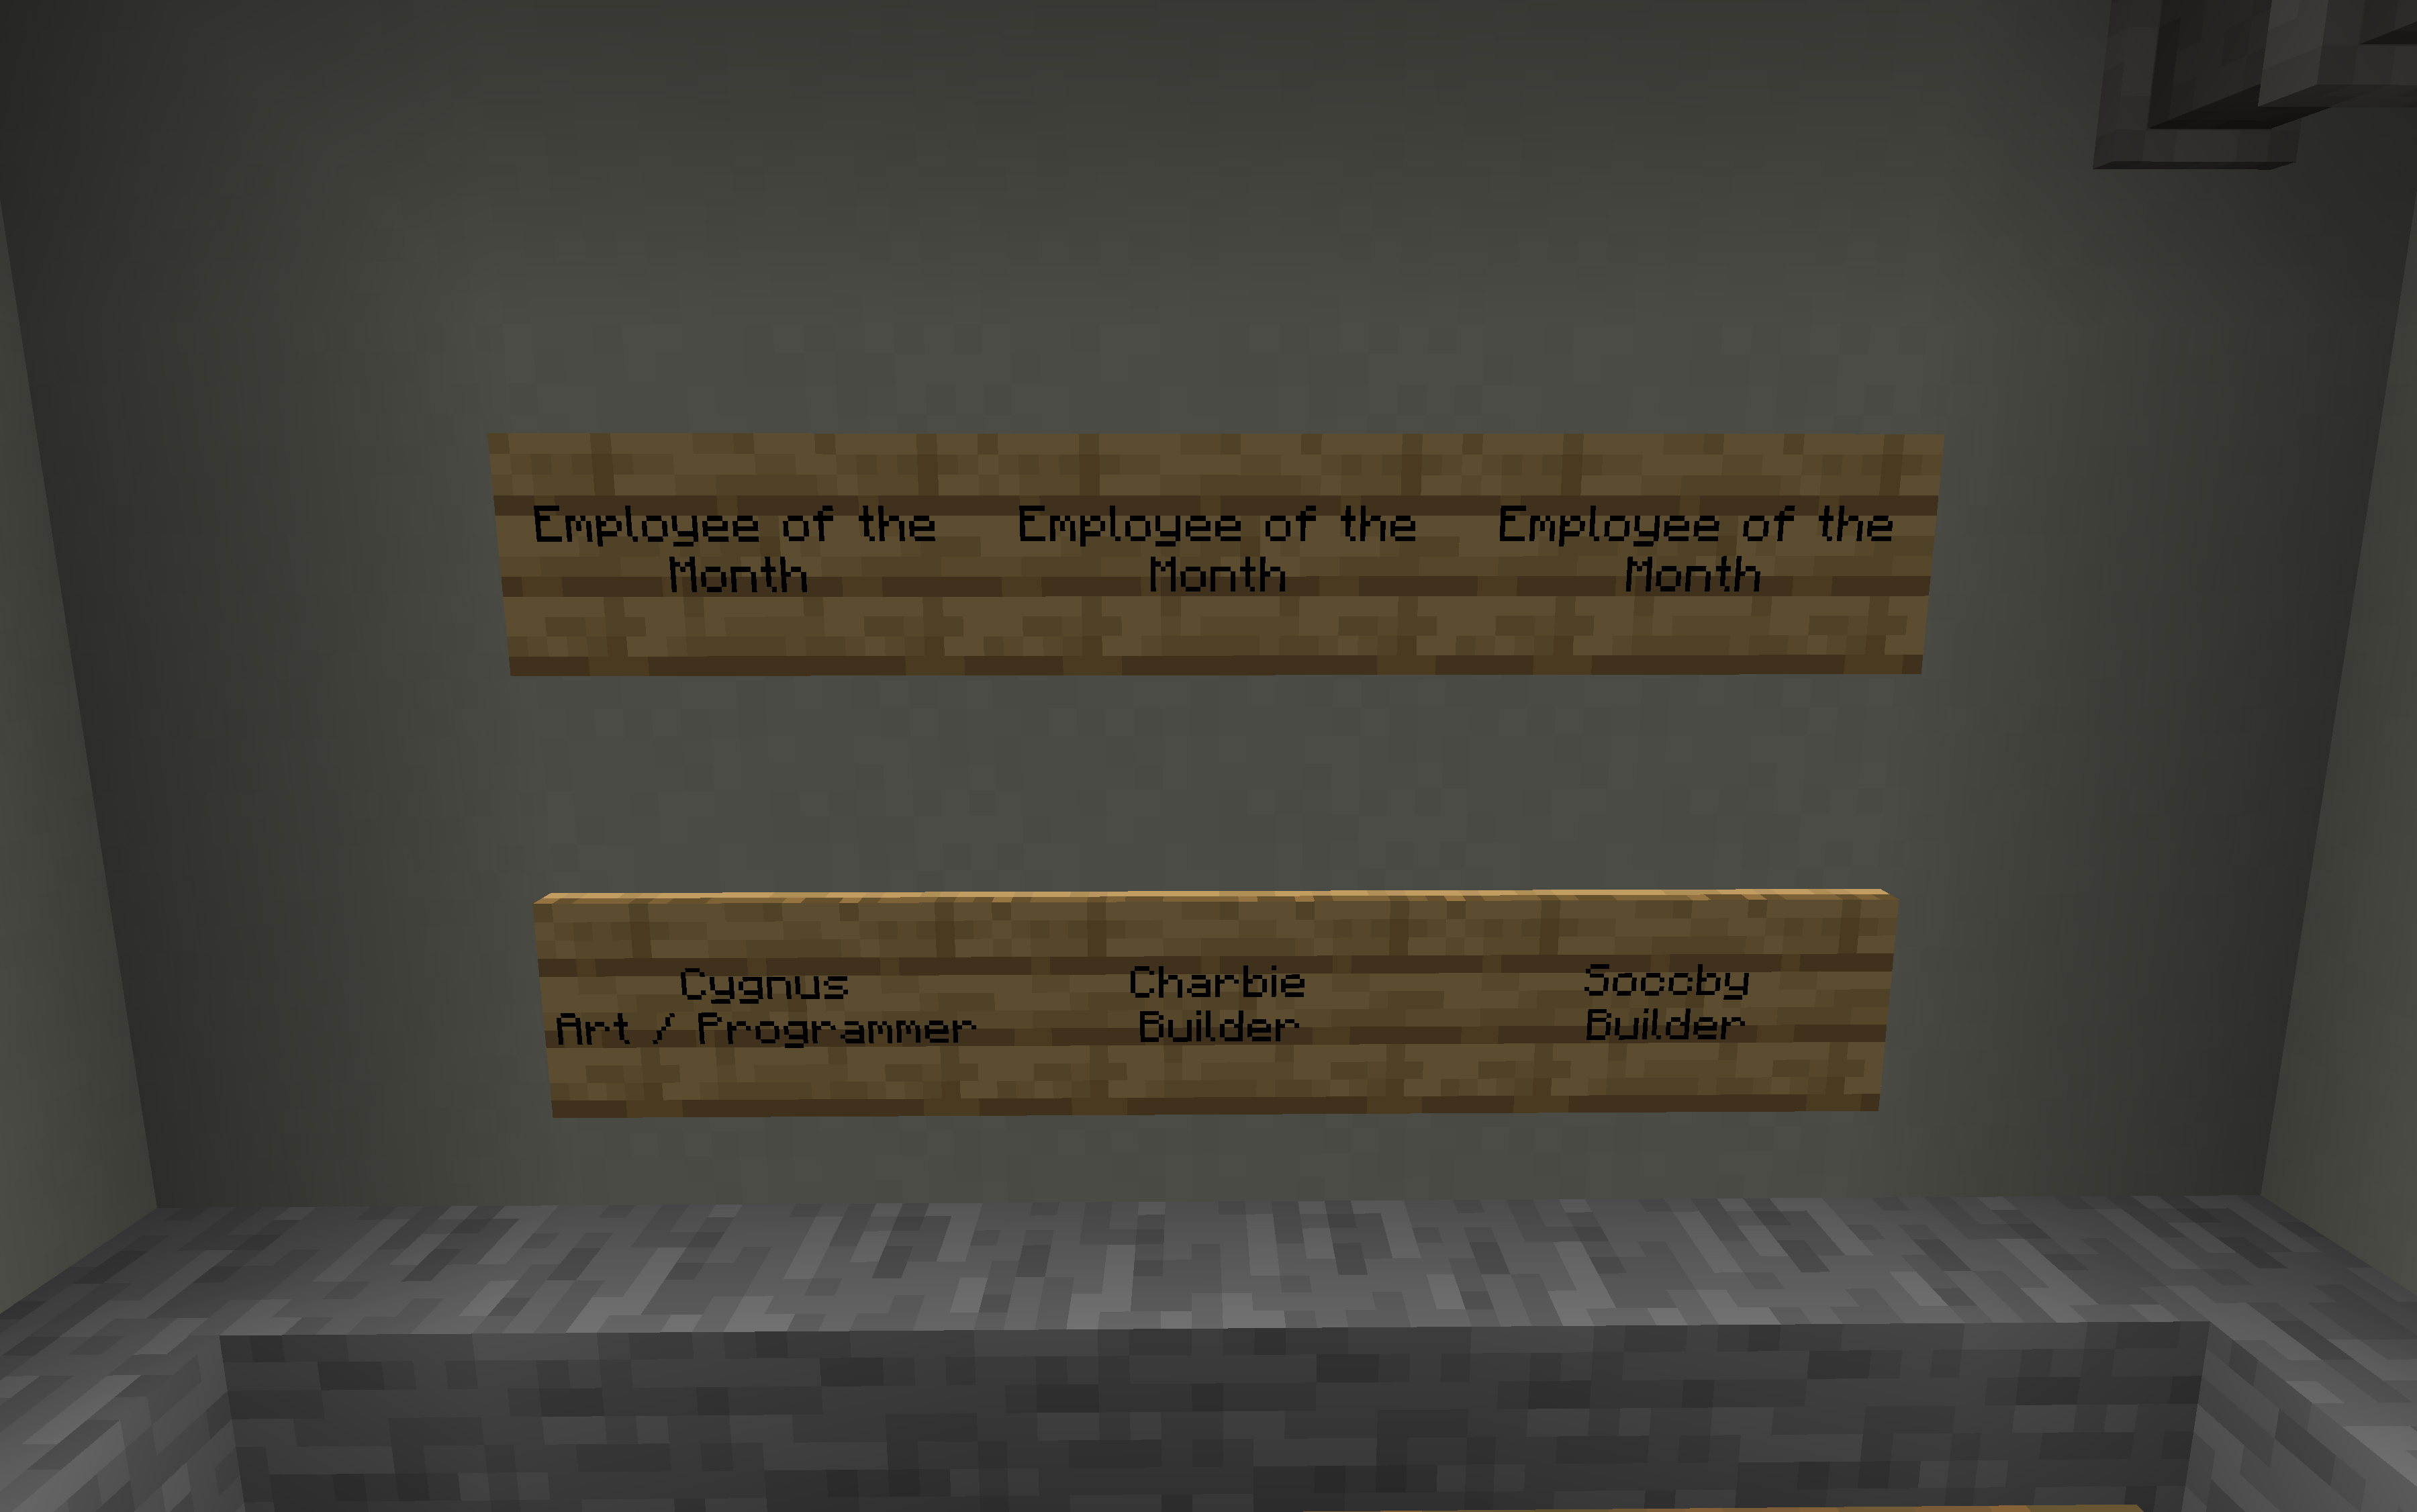 Employee of the
Month
Employee of the
Month
Employee of the
Month
Cygnus
Art / Programmer
Charbie
Builder
Soccby
Builder